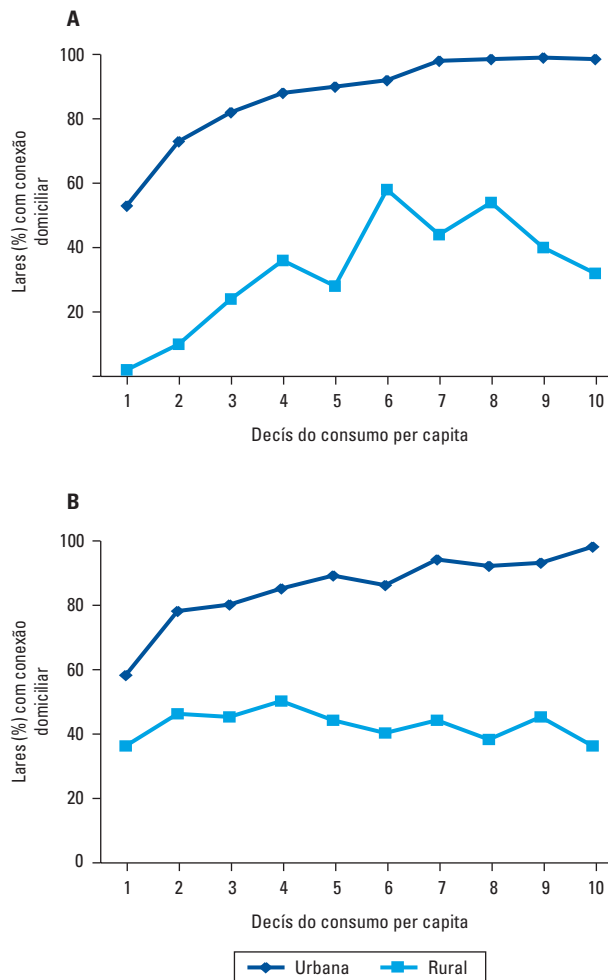 A
100
80
60
40
20
Lares (%) com conexão
domiciliar
1 2 3 4 5 6 7 8 9 10
Decís do consumo per capita
B
100
80
60
40
20
0
Lares (%) com conexão
domiciliar
1 2 3 4 5 6 7 8 9 10
Decís do consumo per capita
Urbana Rural